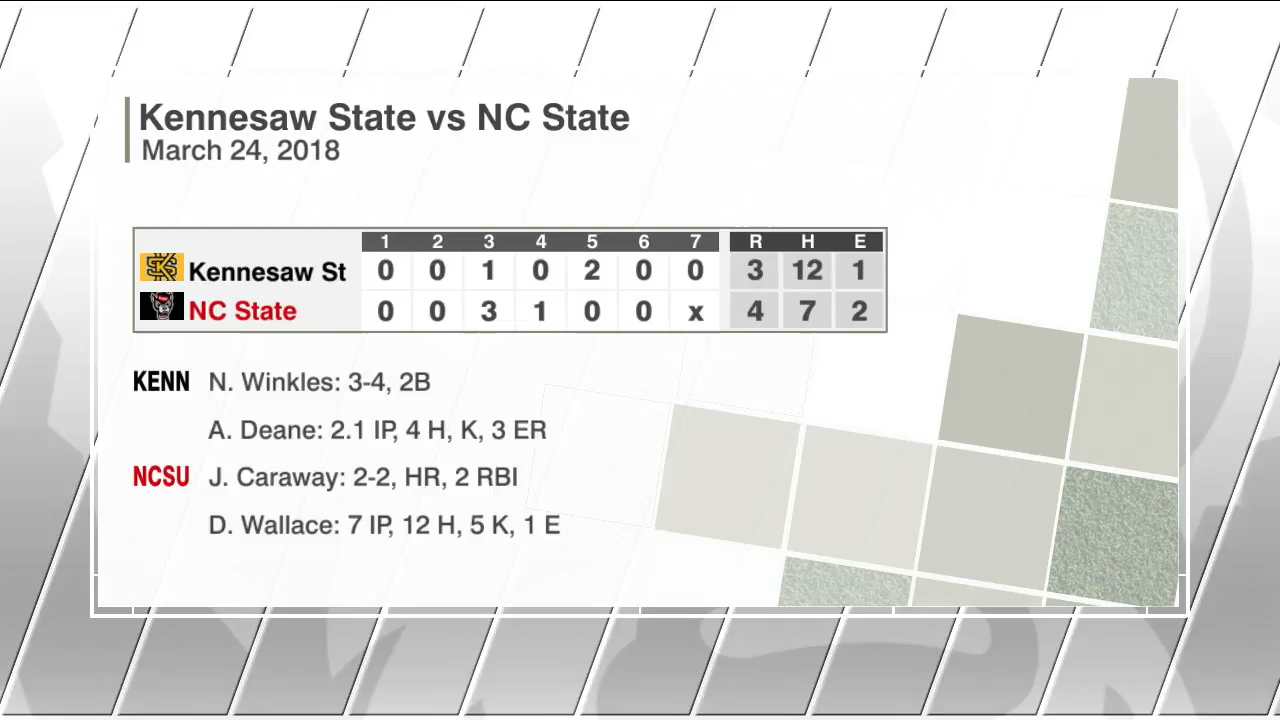 Kennesaw State vs NC State
March 24, 2018
1 2 3 4 5 6 7 R H E
Kennesaw St 0 0 1 0 2 0 0 3 12 1
NC State 0 0 3 1 0 0 x 4 7 2
KENN N. Winkles: 3-4, 2B
A. Deane: 2.1 IP, 4 H, K, 3 ER
NCSU J. Caraway: 2-2, HR, 2 RBI
D. Wallace: 7 IP, 12 H, 5 K, 1 E